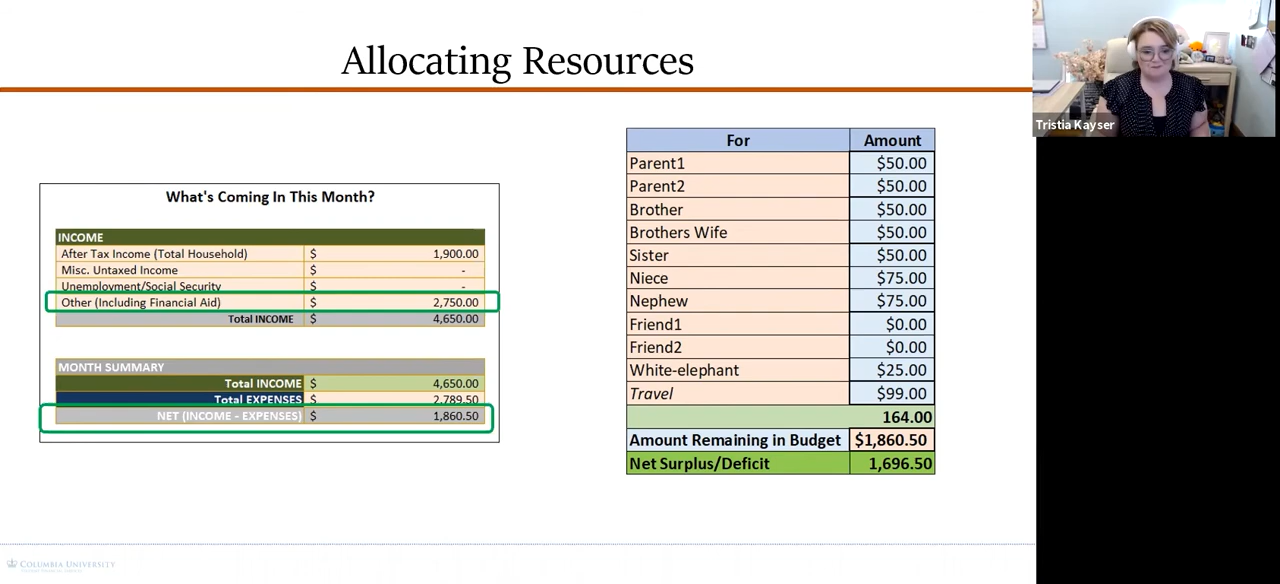 Allocating Resources
Tristia Kayser
What's Coming In This Month?
INCOME
After Tax Income (Total Household) $ 1,900.00
Misc. Untaxed Income $ -
Unemployment/Social Security $ -
Other (Including Financial Aid) $ 2,750.00
Total INCOME $ 4,650.00
MONTH SUMMARY
Total INCOME $ 4,650.00
Total EXPENSES $ 2,789.50
NET (INCOME - EXPENSES) $ 1,860.50
For Amount
Parent1 $50.00
Parent2 $50.00
Brother $50.00
Brothers Wife $50.00
Sister $50.00
Niece $75.00
Nephew $75.00
Friend1 $0.00
Friend2 $0.00
White-elephant $25.00
Travel $99.00
164.00
Amount Remaining in Budget $1,860.50
Net Surplus/Deficit 1,696.50
COLUMBIA UNIVERSITY